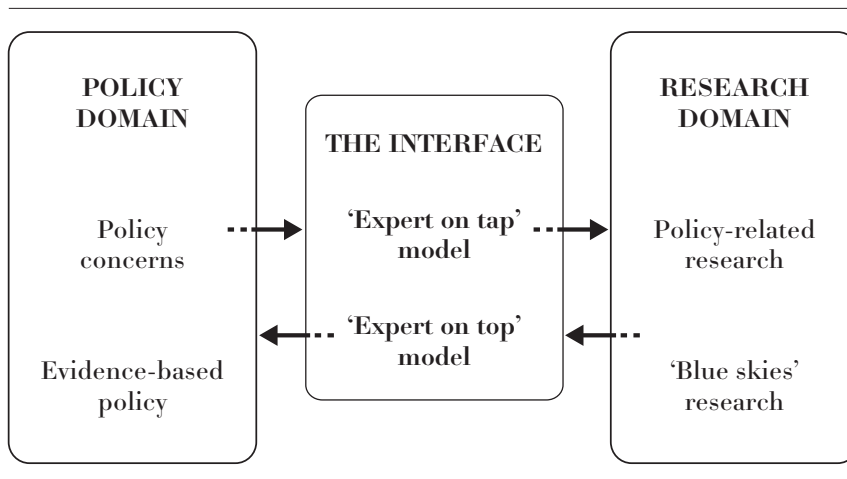 POLICY
DOMAIN
Policy
concerns
Evidence-based
policy
THE INTERFACE
‘Expert on tap’
model
‘Expert on top’
model
RESEARCH
DOMAIN
Policy-related
research
‘Blue skies’
research